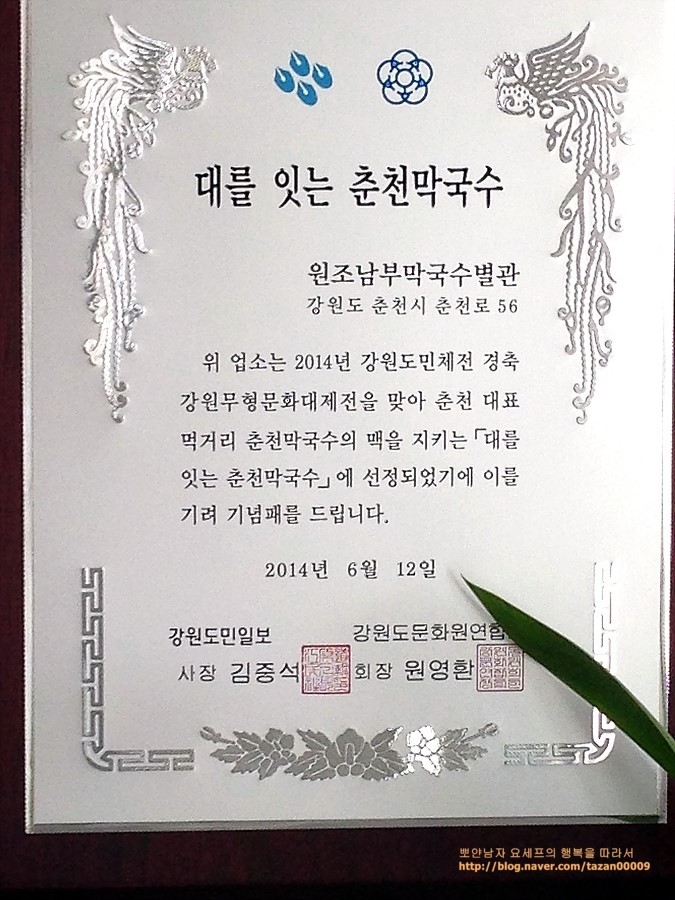 대를 잇는 춘천막국수
원조남부막국수별관
강원도 춘천시 춘천로 56
위 업소는 2014년 강원도민체전 경축
강원무형문화대제전을 맞아 춘천 대표
먹거리 춘천막국수의 맥을 지키는 「대를
잇는 춘천막국수」에 선정되었기에 이를
기려 기념패를 드립니다.
2014년 6월 12일
강원도민일보 강원도문화원연합
사장 김중석 회장 원영환
뽀얀남자 요세프의 행복을 따라서
http://blog.naver.com/tazan00009